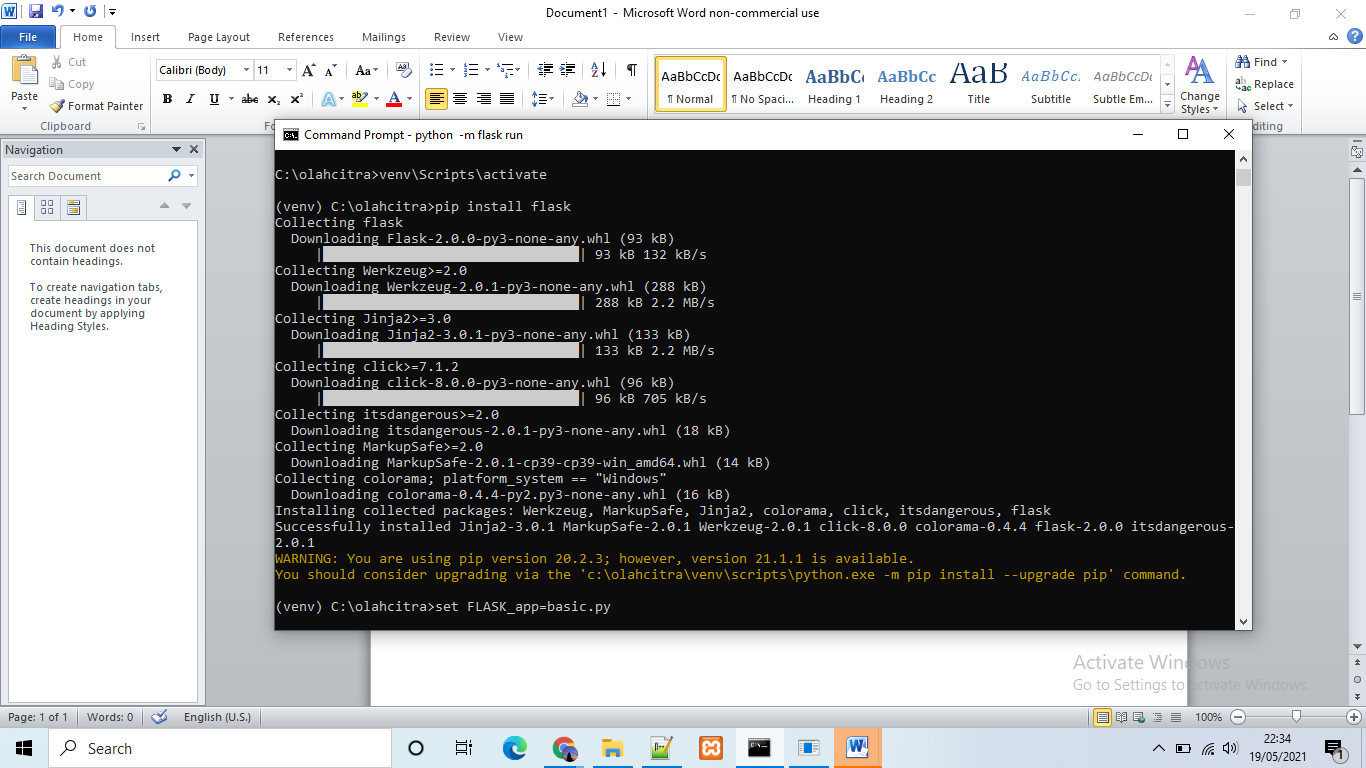 Document1 - Microsoft Word non-commercial use
File Home Insert Page Layout References Mailings Review View
Paste
Cut
Copy
Format Painter
Clipboard
Calibri (Body) 11
AaBbCcDc AaBbCcDc AaBbCc AaBbCc AaB AaBbCc. AaBbCcDc
¶ Normal ¶ No Spaci... Heading 1 Heading 2 Title Subtitle Subtle Em...
Change
Styles
Find
Replace
Select
Navigation
Search Document
This document does not
contain headings.
To create navigation tabs,
create headings in your
document by applying
Heading Styles.
Command Prompt - python -m flask run
C:\olahcitra>venv\Scripts\activate
(venv) C:\olahcitra>pip install flask
Collecting flask
Downloading Flask-2.0.0-py3-none-any.whl (93 kB)
| | 93 kB 132 kB/s
Collecting Werkzeug>=2.0
Downloading Werkzeug-2.0.1-py3-none-any.whl (288 kB)
| | 288 kB 2.2 MB/s
Collecting Jinja2>=3.0
Downloading Jinja2-3.0.1-py3-none-any.whl (133 kB)
| | 133 kB 2.2 MB/s
Collecting click>=7.1.2
Downloading click-8.0.0-py3-none-any.whl (96 kB)
| | 96 kB 705 kB/s
Collecting itsdangerous>=2.0
Downloading itsdangerous-2.0.1-py3-none-any.whl (18 kB)
Collecting MarkupSafe>=2.0
Downloading MarkupSafe-2.0.1-cp39-cp39-win_amd64.whl (14 kB)
Collecting colorama; platform_system == "Windows"
Downloading colorama-0.4.4-py2.py3-none-any.whl (16 kB)
Installing collected packages: Werkzeug, MarkupSafe, Jinja2, colorama, click, itsdangerous, flask
Successfully installed Jinja2-3.0.1 MarkupSafe-2.0.1 Werkzeug-2.0.1 click-8.0.0 colorama-0.4.4 flask-2.0.0 itsdangerous-
2.0.1
WARNING: You are using pip version 20.2.3; however, version 21.1.1 is available.
You should consider upgrading via the 'c:\olahcitra\venv\scripts\python.exe -m pip install --upgrade pip' command.
(venv) C:\olahcitra>set FLASK_app=basic.py
Activate Windows
Go to Settings to activate Windows.
Page: 1 of 1 Words: 0 English (U.S.) 100%
Search
22:34
19/05/2021
1